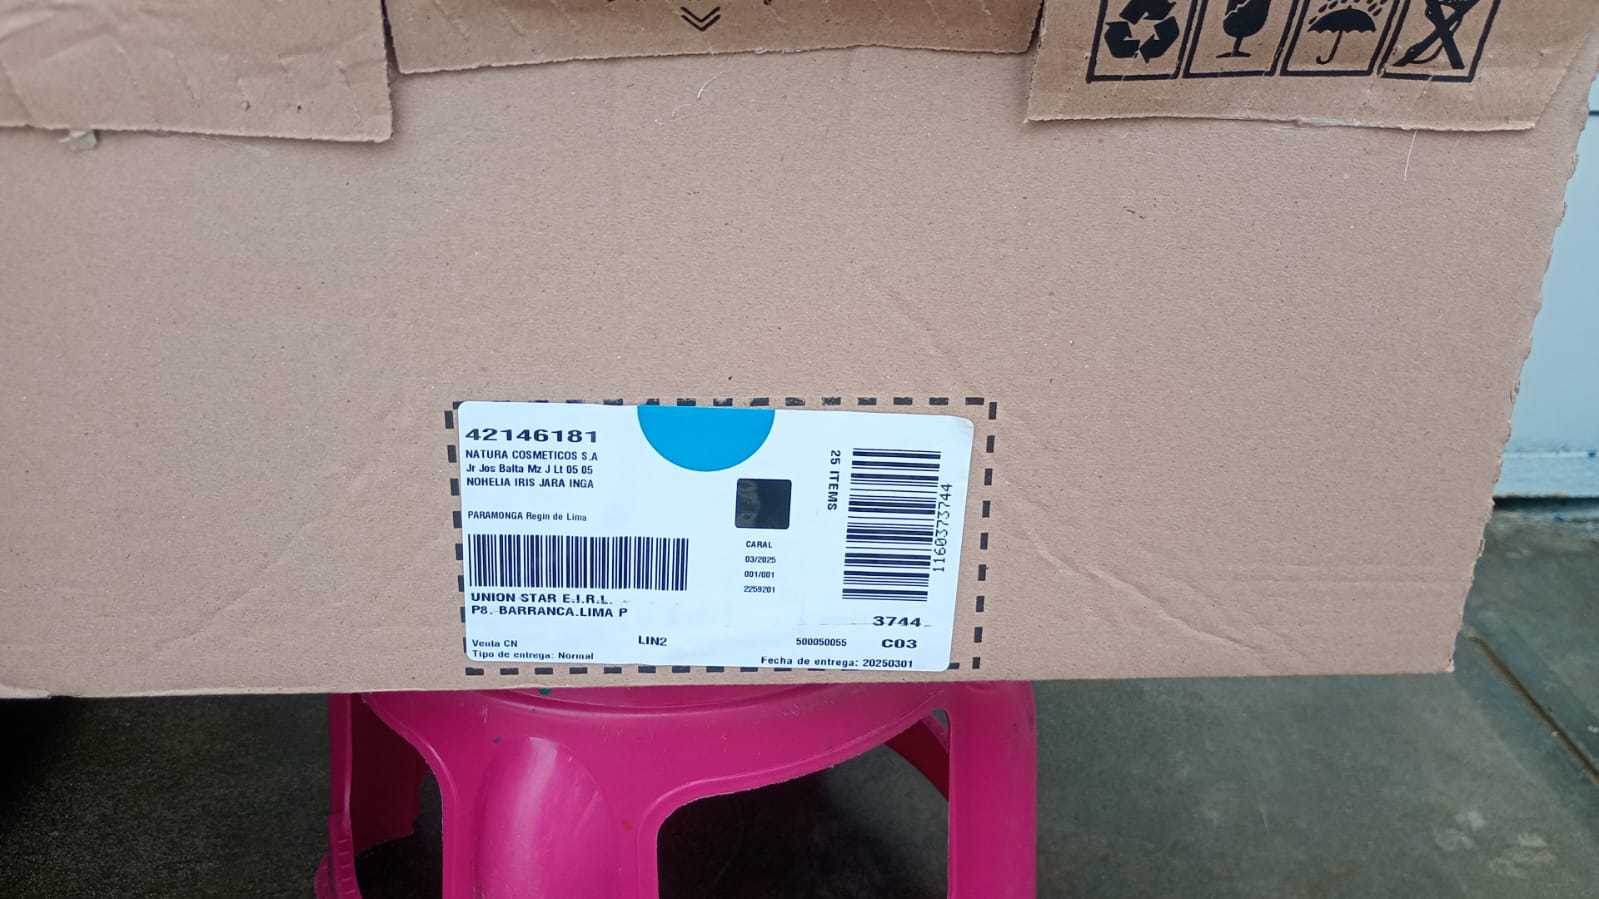 42146181
NATURA COSMETICOS S.A
Jr Jos Balta Mz J Lt 05 05
NOHELIA IRIS JARA INGA
PARAMONGA Regin de Lima
UNION STAR E.I.R.L.
P8. BARRANCA.LIMA P
Venta CN
Tipo de entrega: Normal
LIN2
CARAL
03/2025
001/001
2259201
25 ITEMS
1160373744
3744
500050055
C03
Fecha de entrega: 20250301